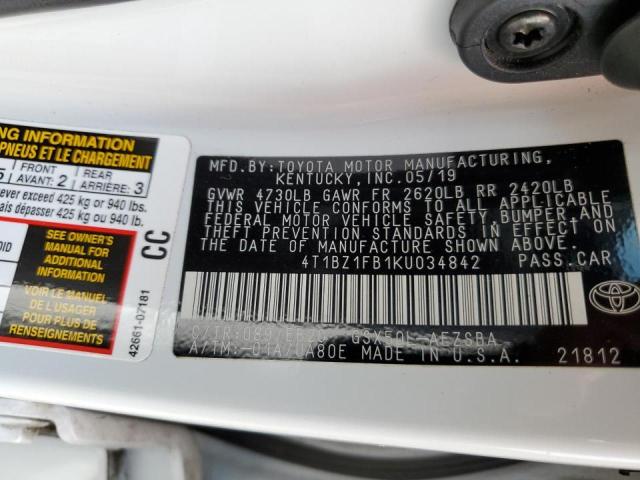 NG INFORMATION
PNEUS ET LE CHARGEMENT
FRONT
AVANT: 2
REAR
ARRIÈRE: 3
ever exceed 425 kg or 940 lbs.
ais dépasser 425 kg ou 940 lb.
SEE OWNER'S
MANUAL FOR
ADDITIONAL
INFORMATION
VOIR LE MANUEL
DE L'USAGER
POUR PLUS DE
RENSEIGNEMENTS
CC
42661-07181
MFD. BY: TOYOTA MOTOR MANUFACTURING,
KENTUCKY, INC. 05/19
GVWR 4730LB GAWR FR 2620LB RR 2420LB
THIS VEHICLE CONFORMS TO ALL APPLICABLE
FEDERAL MOTOR VEHICLE SAFETY, BUMPER, AND
THEFT PREVENTION STANDARDS IN EFFECT ON
THE DATE OF MANUFACTURE SHOWN ABOVE.
4T1BZ1FB1KU034842 PASS.CAR
AEZSBA
MADE IN U.S.A. 21812
TOYOTA